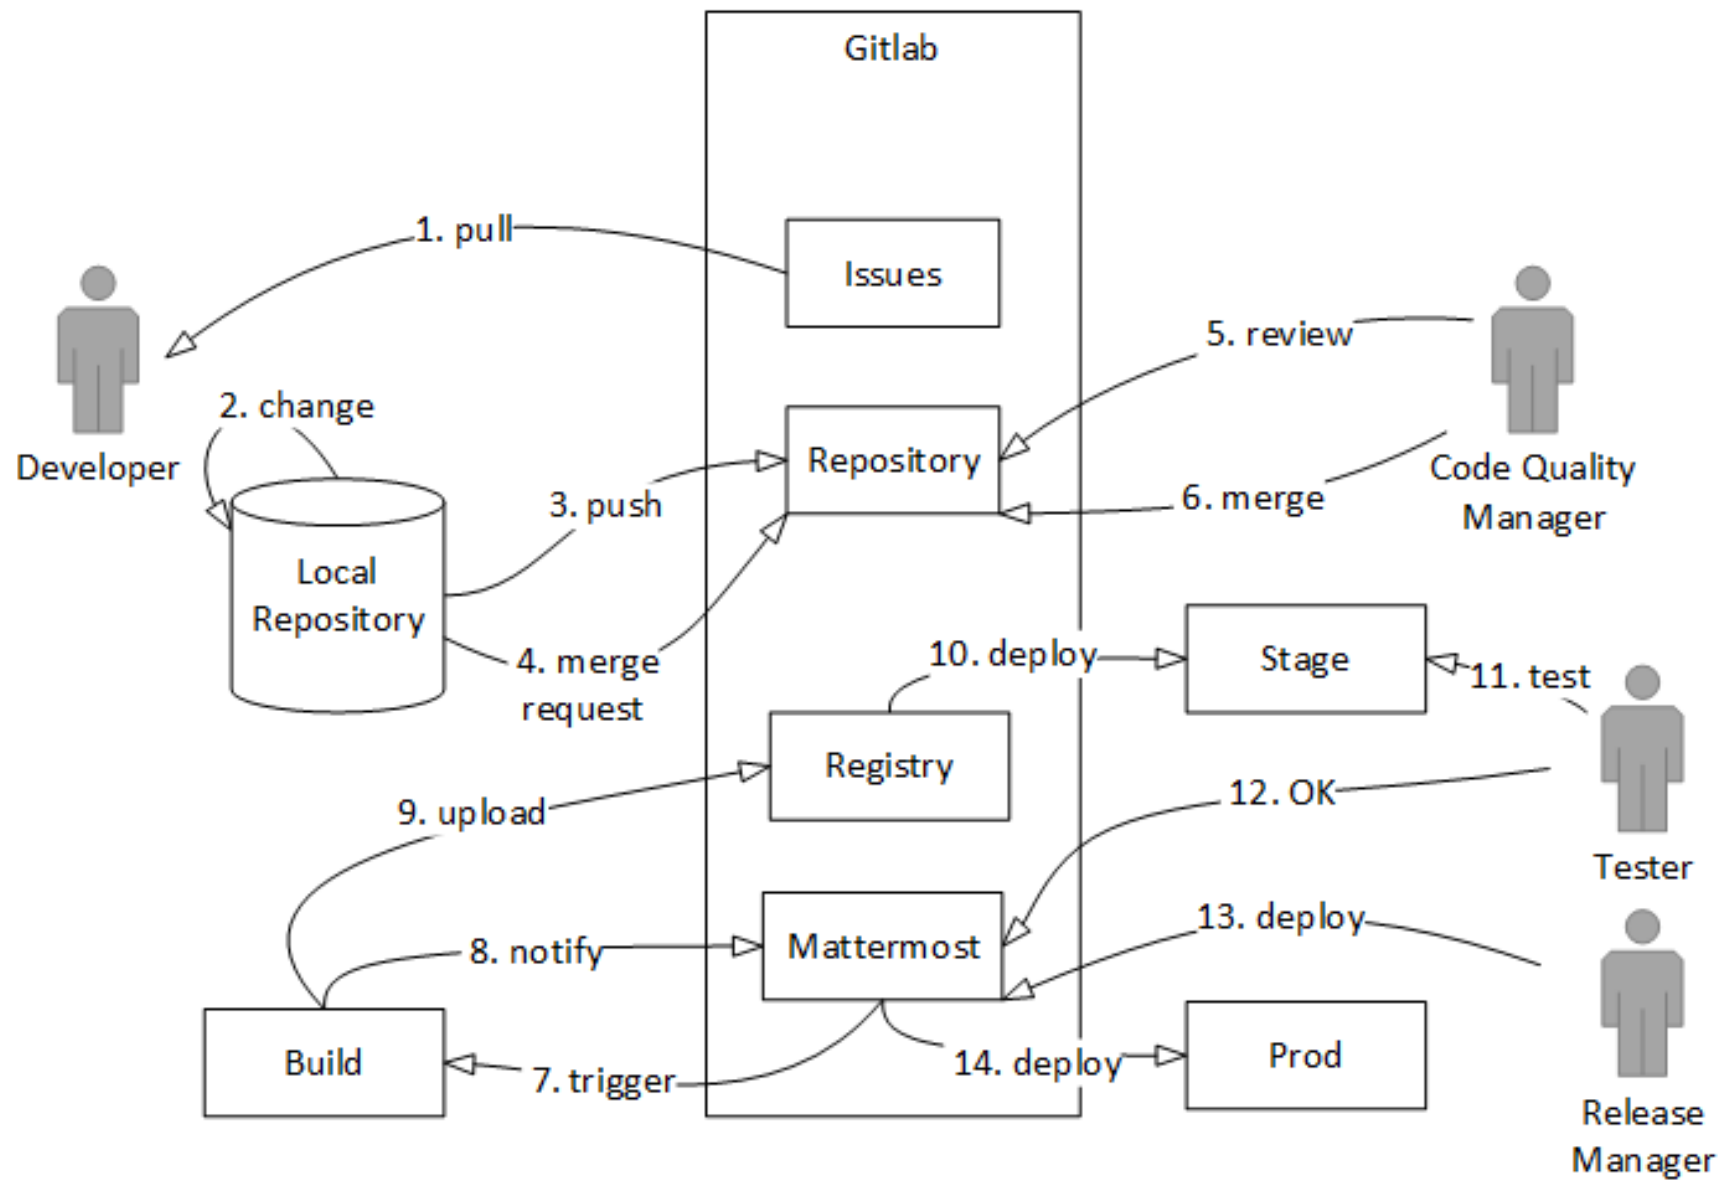 Gitlab
1. pull
Issues
5. review
2. change
Developer
Repository
Code Quality
Manager
3. push
6. merge
Local
Repository
4. merge
request
10. deploy
Stage
11. test
Registry
9. upload
12. OK
Tester
13. deploy
8. notify
Mattermost
Build
7. trigger
14. deploy
Prod
Release
Manager